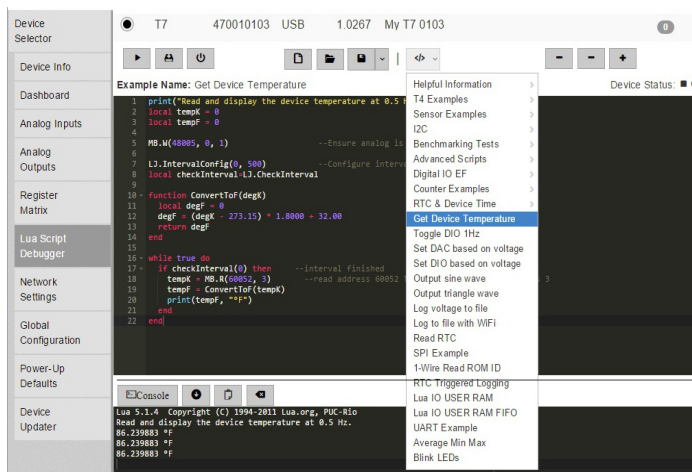 Device
Selector
T7 470010103 USB 1.0267 My T7 0103 0
Device Info
Dashboard
Analog Inputs
Analog
Outputs
Register
Matrix
Lua Script
Debugger
Network
Settings
Global
Configuration
Power-Up
Defaults
Device
Updater
</>
Example Name: Get Device Temperature
Device Status:
1 print("Read and display the device temperature at 0.5
2 local tempK = 0
3 local tempF = 0
4
5 MB.W(48005, 0, 1) --Ensure analog is
6
7 LJ.IntervalConfig(0, 500) --Configure interva
8 local checkInterval=LJ.CheckInterval
9
10 function ConvertToF(degK)
11 local degF = 0
12 degF = (degK - 273.15) * 1.8000 + 32.00
13 return degF
14 end
15
16 while true do
17 if checkInterval(0) then --interval finished
18 tempK = MB.R(60052, 3) --read address 60052 3
19 tempF = ConvertToF(tempK)
20 print(tempF, "°F")
21 end
22 end
Helpful Information
T4 Examples
Sensor Examples
I2C
Benchmarking Tests
Advanced Scripts
Digital IO EF
Counter Examples
RTC & Device Time
Get Device Temperature
Toggle DIO 1Hz
Set DAC based on voltage
Set DIO based on voltage
Output sine wave
Output triangle wave
Log voltage to file
Log to file with WiFi
Read RTC
SPI Example
1-Wire Read ROM ID
RTC Triggered Logging
Lua IO USER RAM
Lua IO USER RAM FIFO
UART Example
Average Min Max
Blink LEDs
Console
Lua 5.1.4 Copyright (C) 1994-2011 Lua.org, PUC-Rio
Read and display the device temperature at 0.5 Hz.
86.239883 °F
86.239883 °F
86.239883 °F